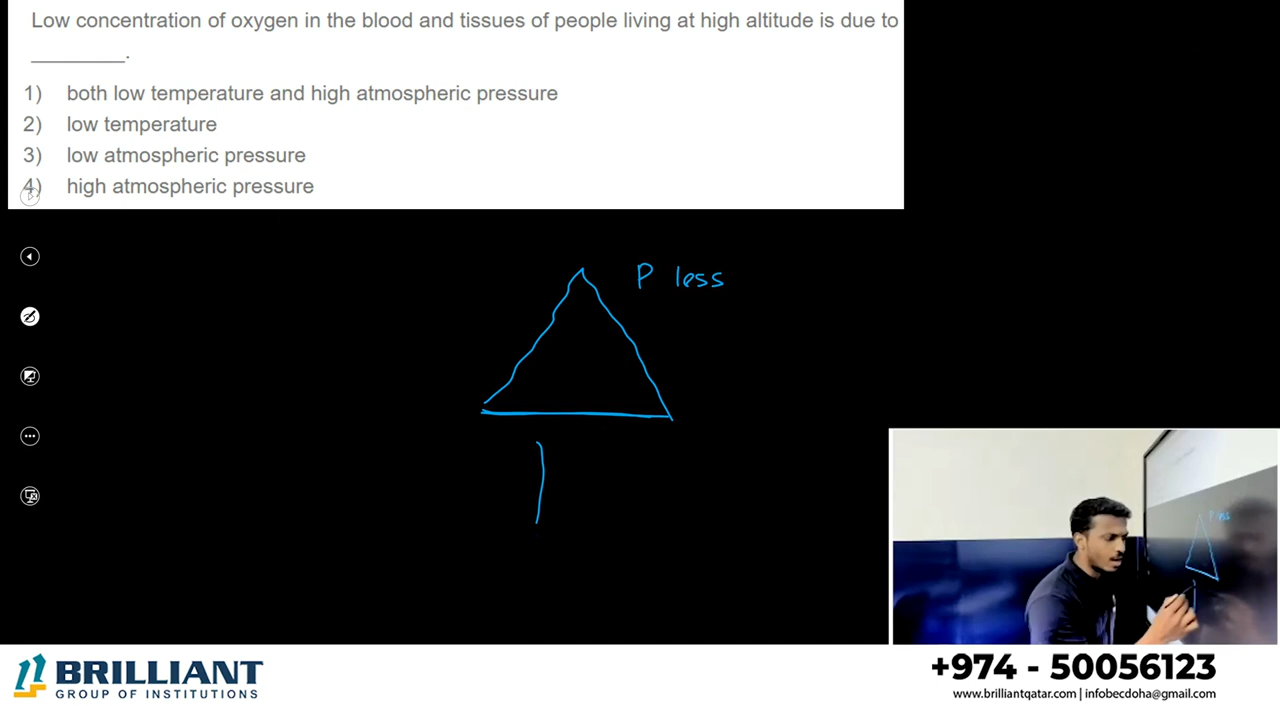 Low concentration of oxygen in the blood and tissues of people living at high altitude is due to
_________.
1) both low temperature and high atmospheric pressure
2) low temperature
3) low atmospheric pressure
4) high atmospheric pressure
P less
P less
BRILLIANT
GROUP OF INSTITUTIONS
+974 - 50056123
www.brilliantqatar.com | infobecdoha@gmail.com